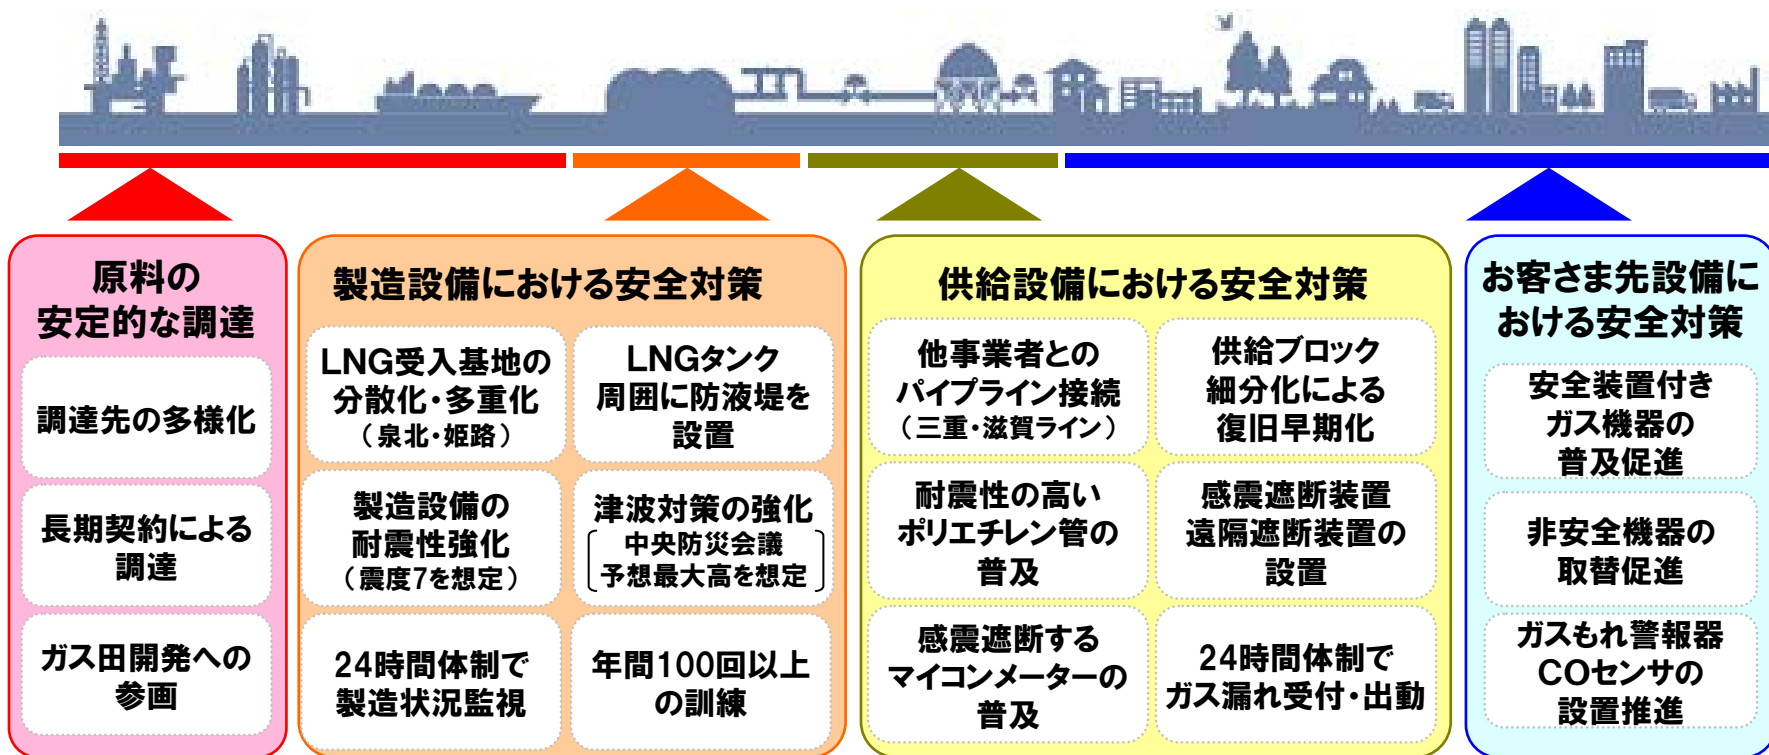 原料の
安定的な調達
調達先の多様化
長期契約による
調達
ガス田開発への
参画
製造設備における安全対策
LNG受入基地の
分散化・多重化
（泉北・姫路）
LNGタンク
周囲に防液堤を
設置
製造設備の
耐震性強化
（震度7を想定）
津波対策の強化
中央防災会議
予想最大高を想定
24時間体制で
製造状況監視
年間100回以上
の訓練
供給設備における安全対策
他事業者との
パイプライン接続
（三重・滋賀ライン）
供給ブロック
細分化による
復旧早期化
耐震性の高い
ポリエチレン管の
普及
感震遮断装置
遠隔遮断装置の
設置
感震遮断する
マイコンメーターの
普及
24時間体制で
ガス漏れ受付・出動
お客さま先設備に
おける安全対策
安全装置付き
ガス機器の
普及促進
非安全機器の
取替促進
ガスもれ警報器
COセンサの
設置推進